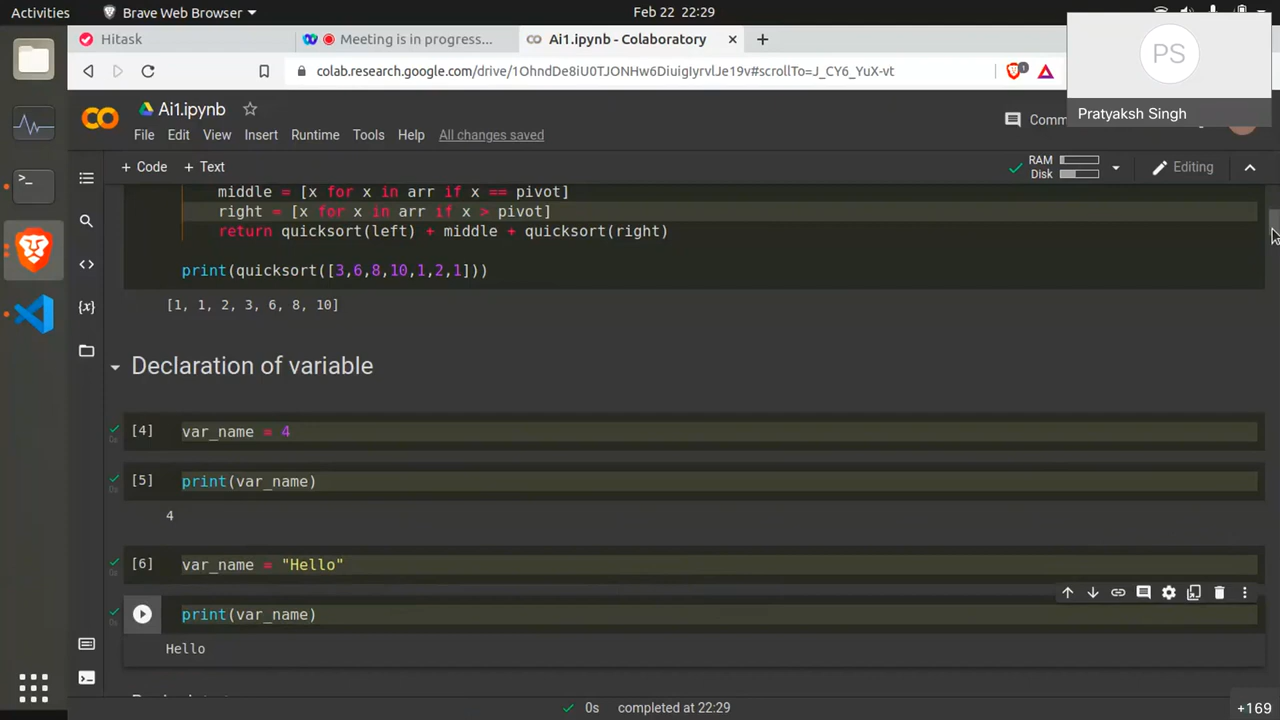 Activities
Brave Web Browser
Feb 22 22:29
Hitask
Meeting is in progress...
Ai1.ipynb - Colaboratory
PS
Pratyaksh Singh
colab.research.google.com/drive/1OhndDe8iU0TJONHw6DiuigIyrvlJe19v#scrollTo=J_CY6_YuX-vt
1
Ai1.ipynb
File Edit View Insert Runtime Tools Help All changes saved
+ Code + Text
RAM
Disk
Editing
middle = [x for x in arr if x == pivot]
right = [x for x in arr if x > pivot]
return quicksort(left) + middle + quicksort(right)
print(quicksort([3,6,8,10,1,2,1]))
[1, 1, 2, 3, 6, 8, 10]
Declaration of variable
[4] var_name = 4
0s
[5] print(var_name)
0s
4
[6] var_name = "Hello"
0s
print(var_name)
0s
Hello
0s completed at 22:29
+169